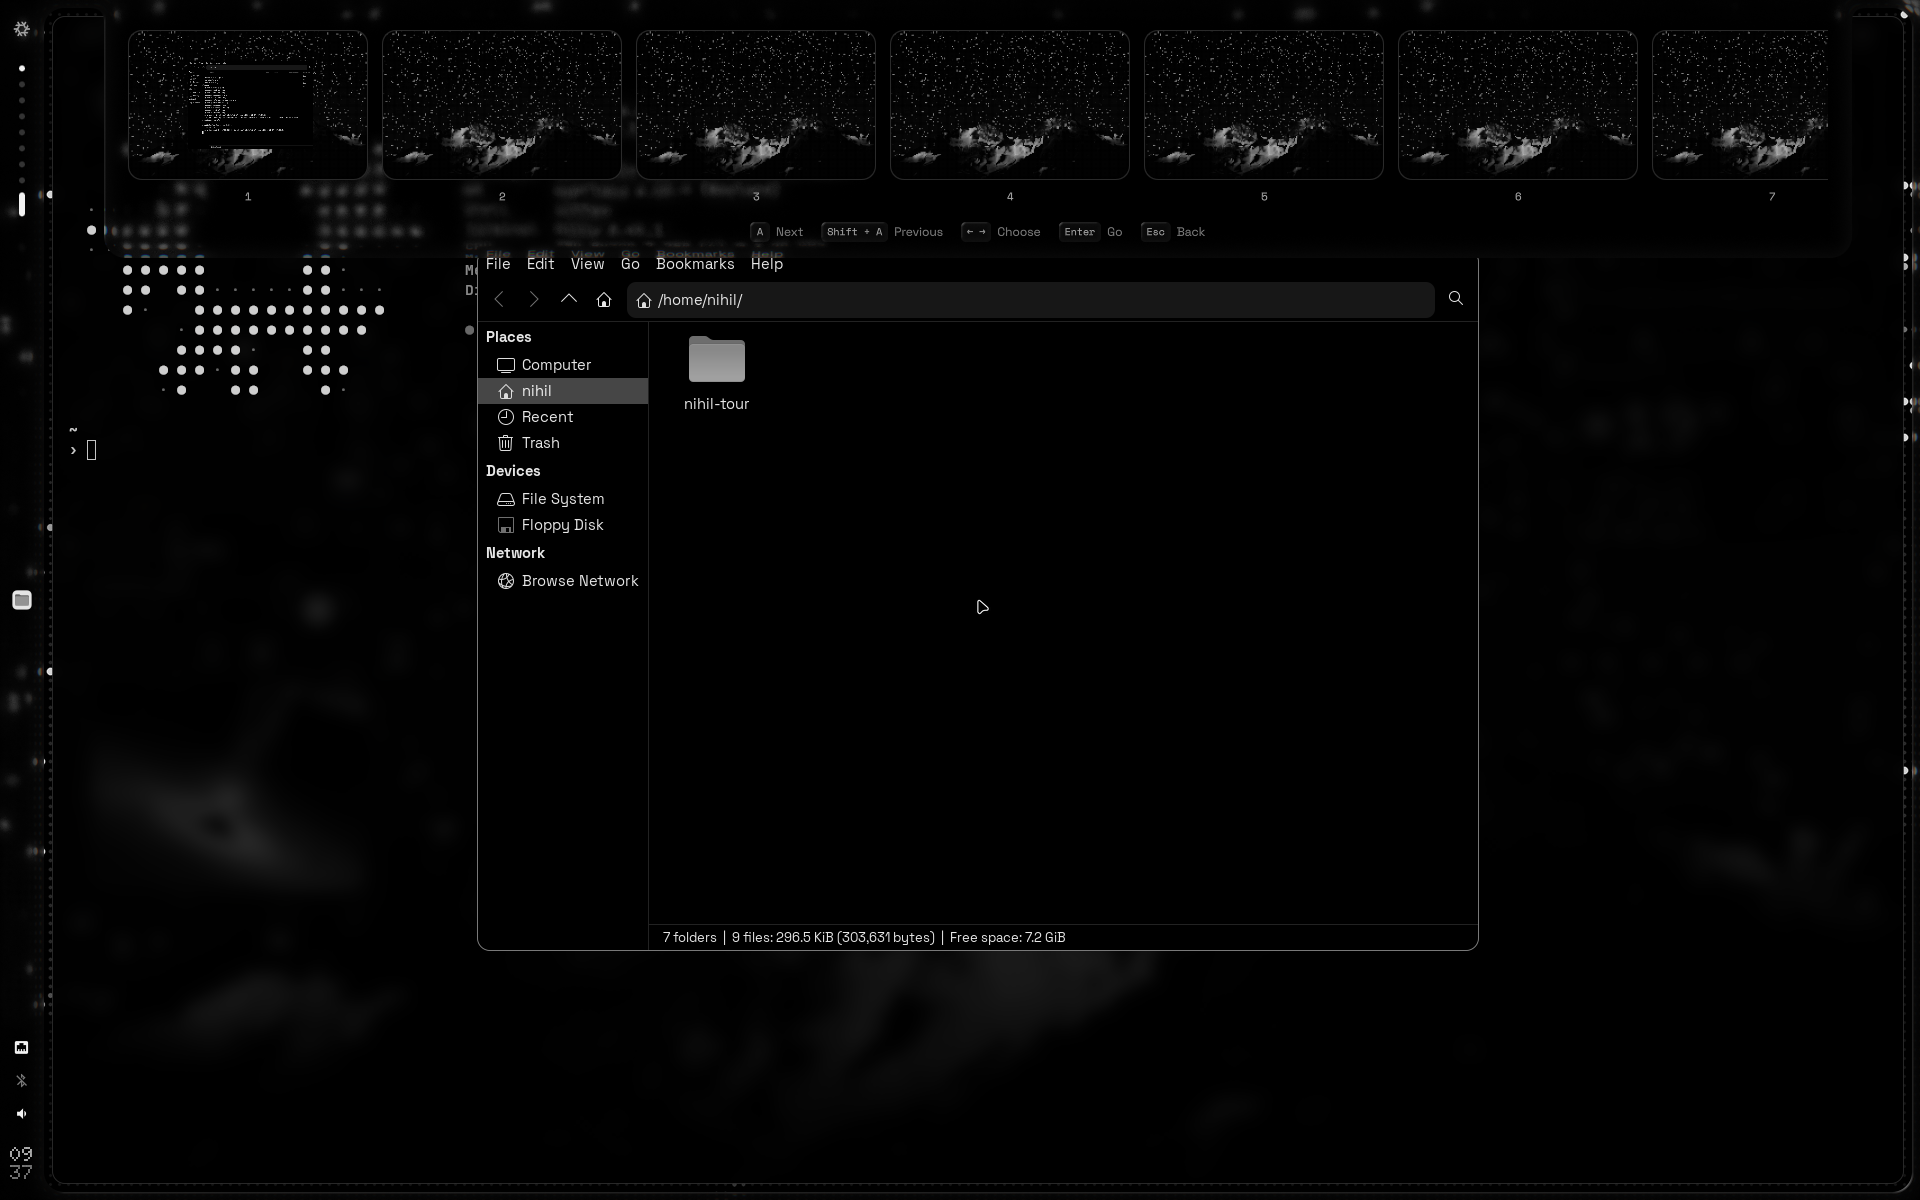 1 2 3 4 5 6 7
A Next Shift + A Previous ← → Choose Enter Go Esc Back
File Edit View Go Bookmarks Help
/home/nihil/
Places
Computer
nihil
Recent
Trash
Devices
File System
Floppy Disk
Network
Browse Network
nihil-tour
~
›
7 folders | 9 files: 296.5 KiB (303,631 bytes) | Free space: 7.2 GiB
09
37